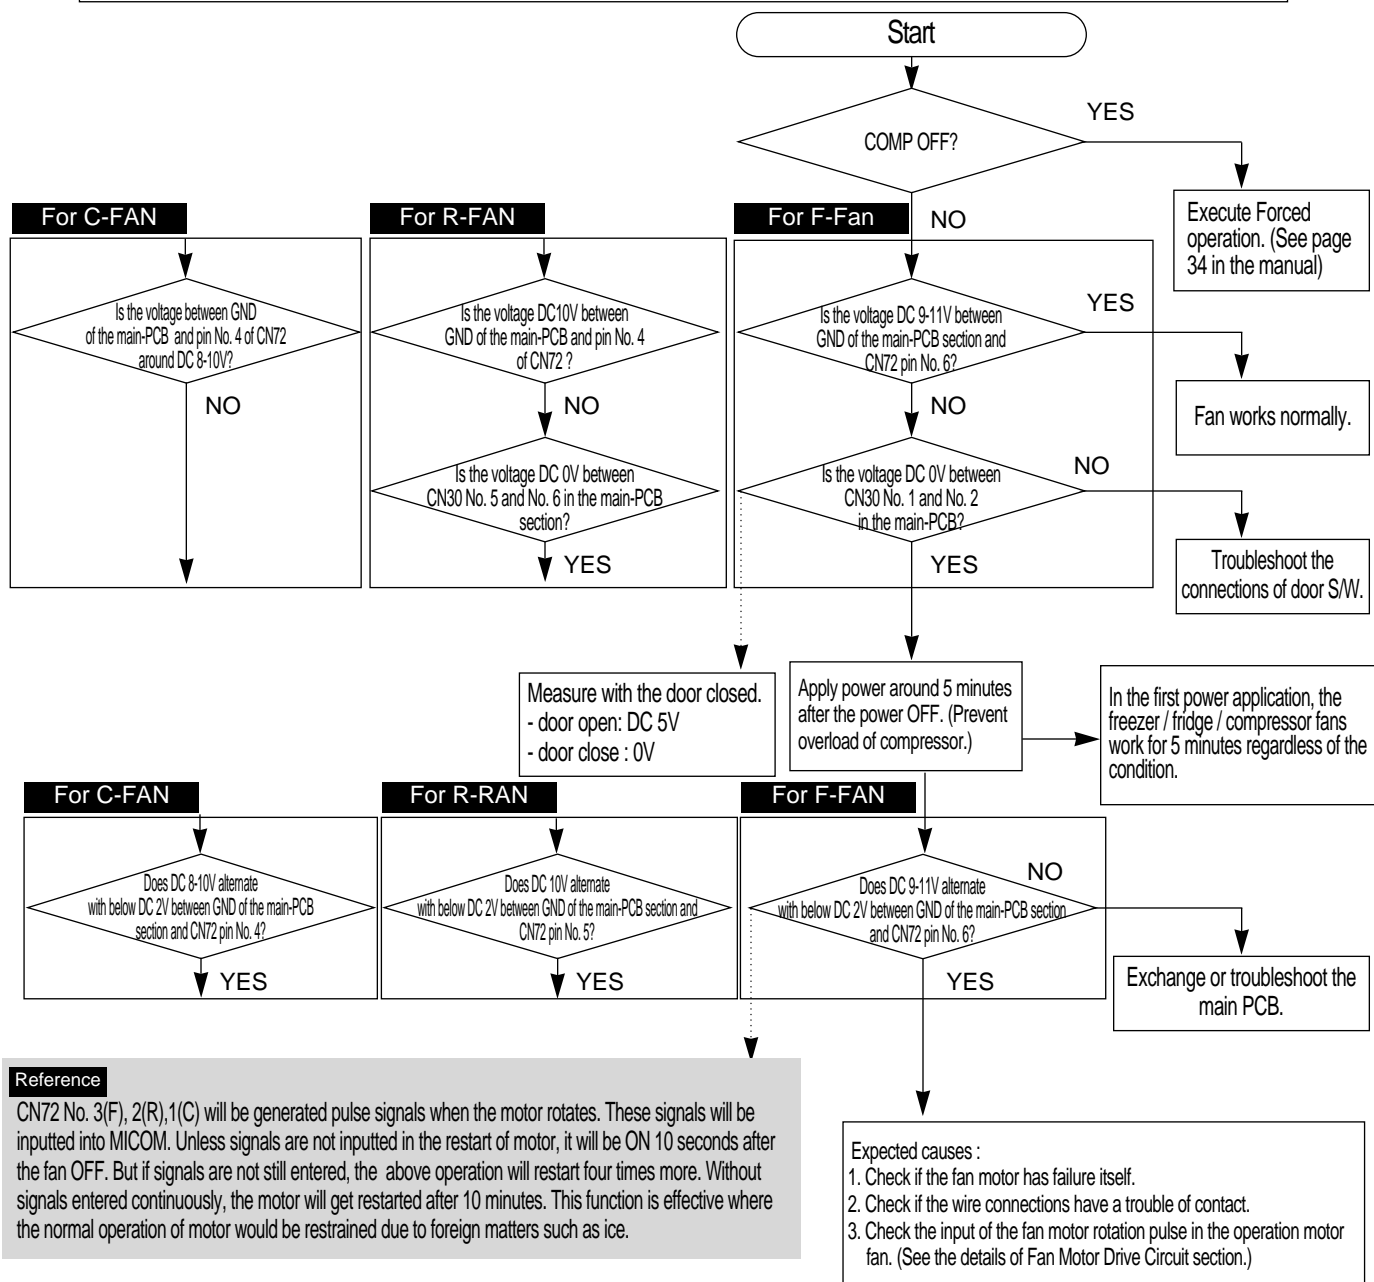 Start
COMP OFF?
YES
NO
Execute Forced
operation. (See page
34 in the manual)
For C-FAN
Is the voltage between GND
of the main-PCB and pin No. 4 of CN72
around DC 8-10V?
NO
For R-FAN
Is the voltage DC10V between
GND of the main-PCB and pin No. 4
of CN72 ?
NO
Is the voltage DC 0V between
CN30 No. 5 and No. 6 in the main-PCB
section?
YES
For F-Fan
Is the voltage DC 9-11V between
GND of the main-PCB section and
CN72 pin No. 6?
YES
Fan works normally.
NO
Is the voltage DC 0V between
CN30 No. 1 and No. 2
in the main-PCB?
NO
Troubleshoot the
connections of door S/W.
YES
Measure with the door closed.
- door open: DC 5V
- door close : 0V
Apply power around 5 minutes
after the power OFF. (Prevent
overload of compressor.)
In the first power application, the
freezer / fridge / compressor fans
work for 5 minutes regardless of the
condition.
For C-FAN
Does DC 8-10V alternate
with below DC 2V between GND of the main-PCB
section and CN72 pin No. 4?
YES
For R-RAN
Does DC 10V alternate
with below DC 2V between GND of the main-PCB section and
CN72 pin No. 5?
YES
For F-FAN
Does DC 9-11V alternate
with below DC 2V between GND of the main-PCB section
and CN72 pin No. 6?
NO
Exchange or troubleshoot the
main PCB.
YES
Reference
CN72 No. 3(F), 2(R),1(C) will be generated pulse signals when the motor rotates. These signals will be
inputted into MICOM. Unless signals are not inputted in the restart of motor, it will be ON 10 seconds after
the fan OFF. But if signals are not still entered, the above operation will restart four times more. Without
signals entered continuously, the motor will get restarted after 10 minutes. This function is effective where
the normal operation of motor would be restrained due to foreign matters such as ice.
Expected causes :
1. Check if the fan motor has failure itself.
2. Check if the wire connections have a trouble of contact.
3. Check the input of the fan motor rotation pulse in the operation motor
fan. (See the details of Fan Motor Drive Circuit section.)